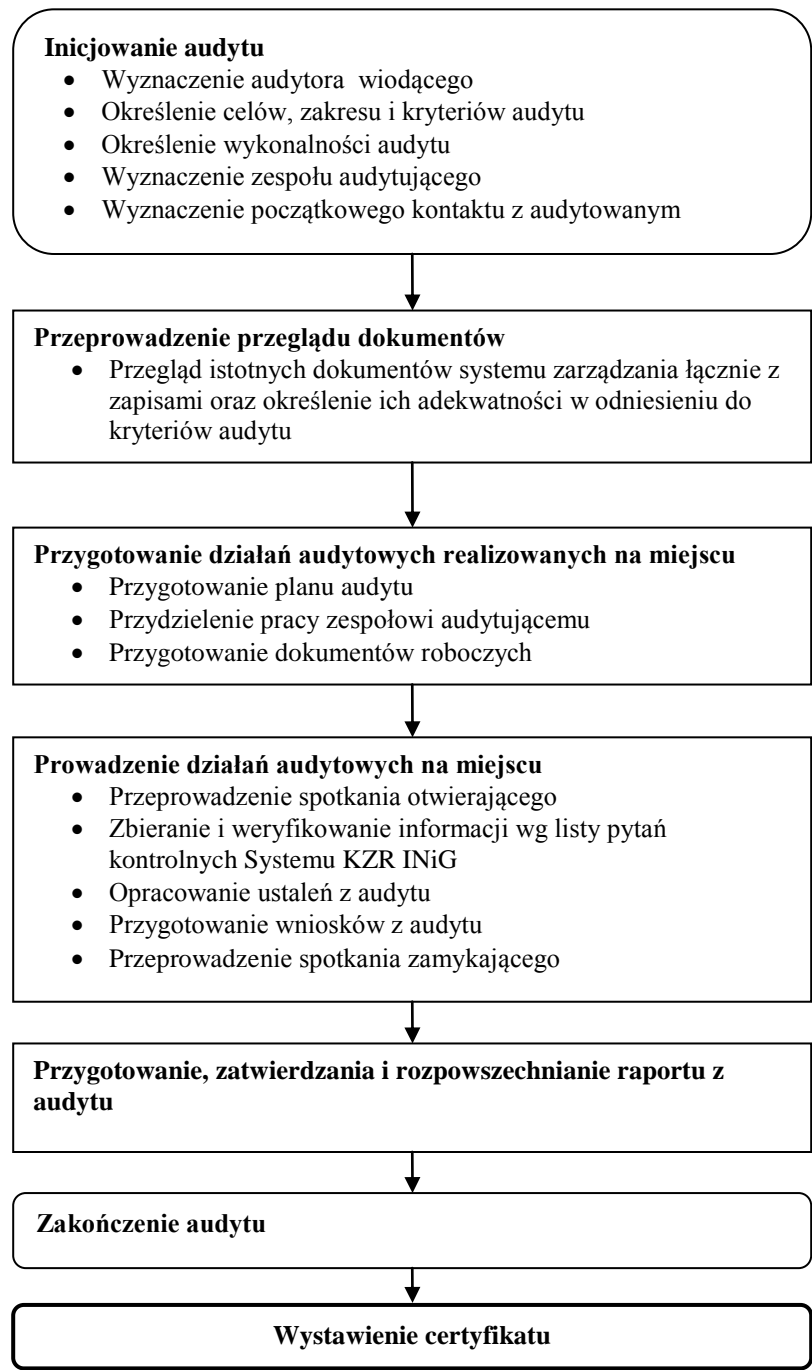 Inicjowanie audytu
• Wyznaczenie audytora wiodącego
• Określenie celów, zakresu i kryteriów audytu
• Określenie wykonalności audytu
• Wyznaczenie zespołu audytującego
• Wyznaczenie początkowego kontaktu z audytowanym
Przeprowadzenie przeglądu dokumentów
• Przegląd istotnych dokumentów systemu zarządzania łącznie z
zapisami oraz określenie ich adekwatności w odniesieniu do
kryteriów audytu
Przygotowanie działań audytowych realizowanych na miejscu
• Przygotowanie planu audytu
• Przydzielenie pracy zespołowi audytującemu
• Przygotowanie dokumentów roboczych
Prowadzenie działań audytowych na miejscu
• Przeprowadzenie spotkania otwierającego
• Zbieranie i weryfikowanie informacji wg listy pytań
kontrolnych Systemu KZR INiG
• Opracowanie ustaleń z audytu
• Przygotowanie wniosków z audytu
• Przeprowadzenie spotkania zamykającego
Przygotowanie, zatwierdzania i rozpowszechnianie raportu z
audytu
Zakończenie audytu
Wystawienie certyfikatu